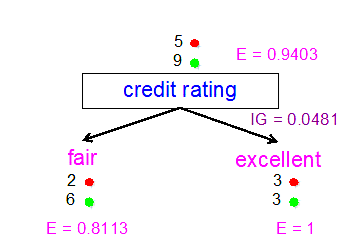 5
9
E = 0.9403
credit rating
IG = 0.0481
fair
excellent
2
3
6
3
E = 0.8113
E = 1